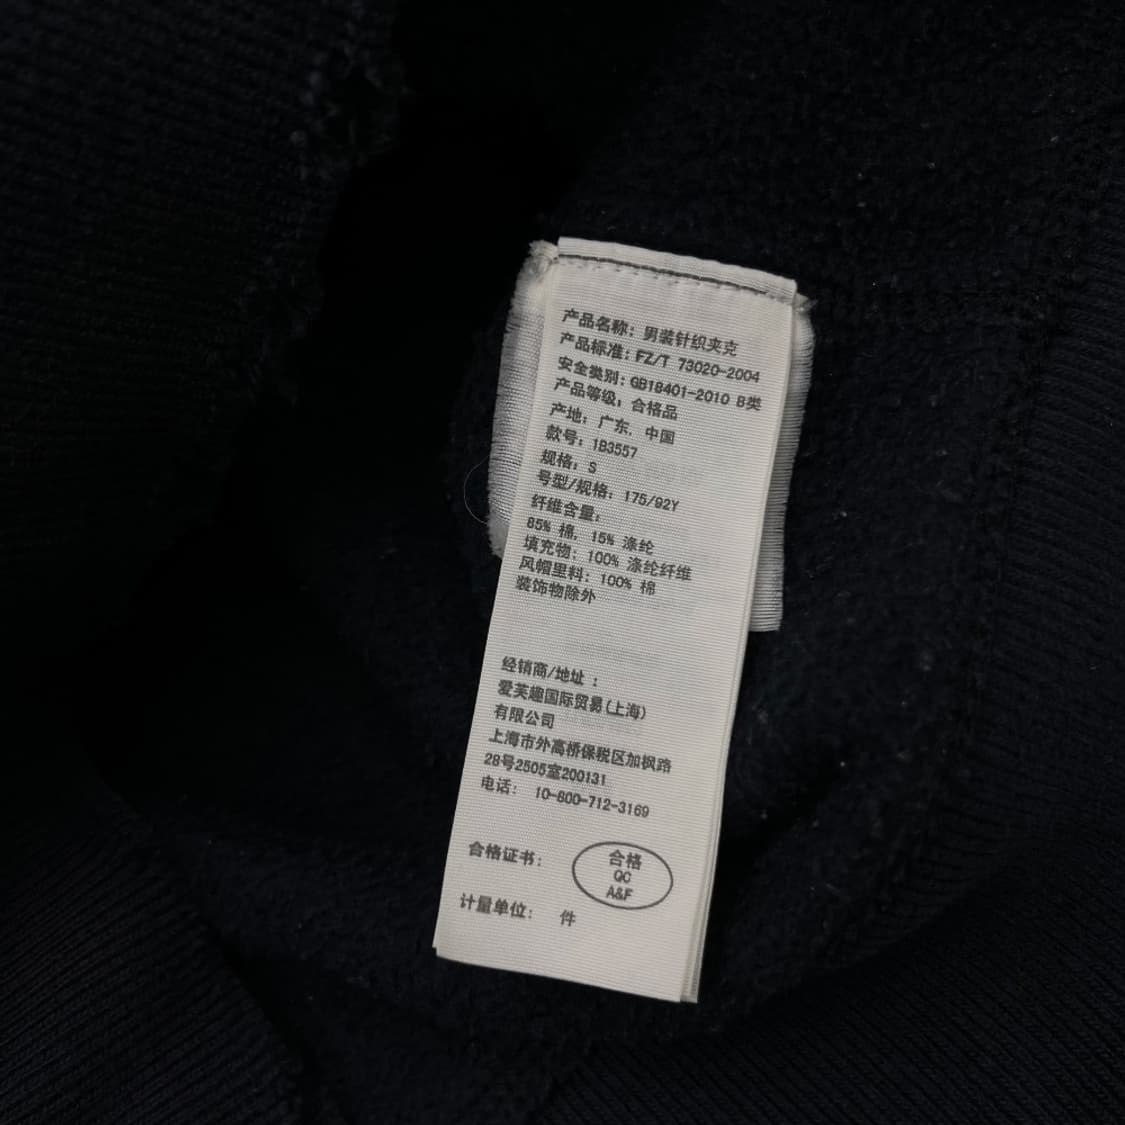 产品名称: 男装针织夹克
产品标准: FZ/T 73020-2004
安全类别: GB18401-2010 B类
产品等级: 合格品
产地: 广东, 中国
款号: 1B3557
规格: S
号型/规格: 175/92Y
纤维含量:
85% 棉, 15% 涤纶
填充物: 100% 涤纶纤维
风帽里料: 100% 棉
装饰物除外
经销商/地址 :
爱芙趣国际贸易(上海)
有限公司
上海市外高桥保税区加枫路
28号2505室200131
电话: 10-800-712-3169
合格证书:
合格
QC
A&F
计量单位: 件